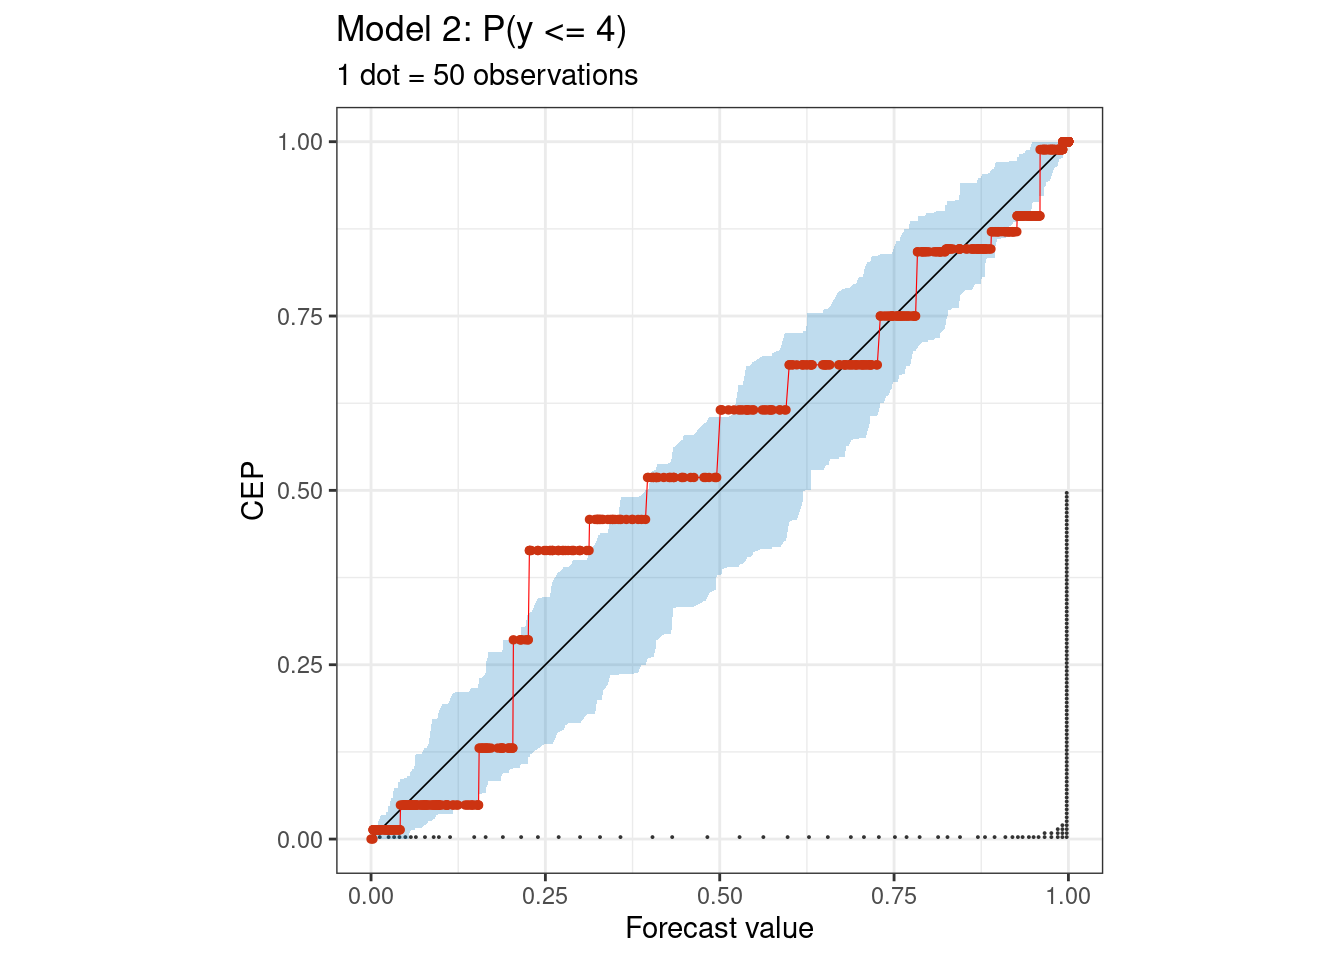 Model 2: P(y <= 4)
1 dot = 50 observations
1.00
0.75
0.50
0.25
0.00
CEP
0.00 0.25 0.50 0.75 1.00
Forecast value